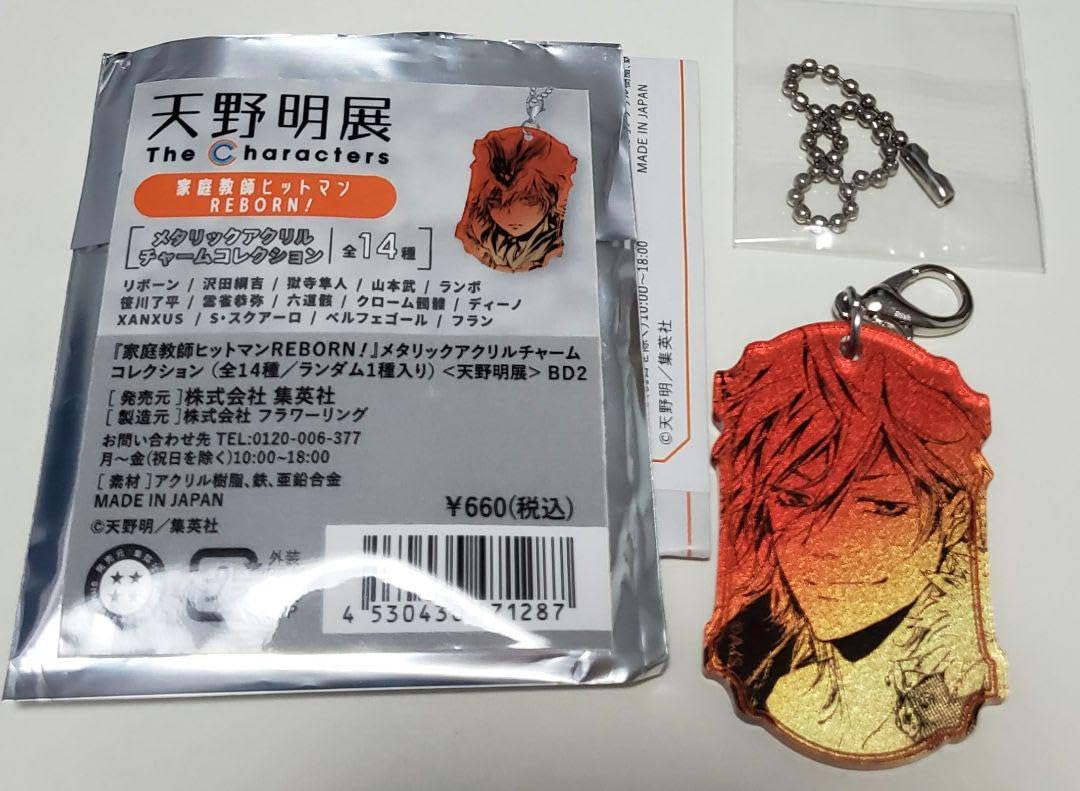 天野明展
The Characters
家庭教師ヒットマン
REBORN!
メタリックアクリル
チャームコレクション
全14種
リボーン / 沢田綱吉 / 獄寺隼人 / 山本武 / ランボ
笹川了平 / 雲雀恭弥 / 六道骸 / クローム髑髏 / ディーノ
XANXUS / S・スクアーロ / ベルフェゴール / フラン
『家庭教師ヒットマンREBORN!』メタリックアクリルチャーム
コレクション (全14種/ランダム1種入り) <天野明展> BD2
[ 発売元 ] 株式会社 集英社
[ 製造元 ] 株式会社 フラワーリング
お問い合わせ先 TEL:0120-006-377
月〜金(祝日を除く)10:00~18:00
[ 素材 ] アクリル樹脂、鉄、亜鉛合金
MADE IN JAPAN
¥660(税込)
©天野明/集英社
外装
MADE IN JAPAN
を除く)10:00~18:00
©天野明/集英社